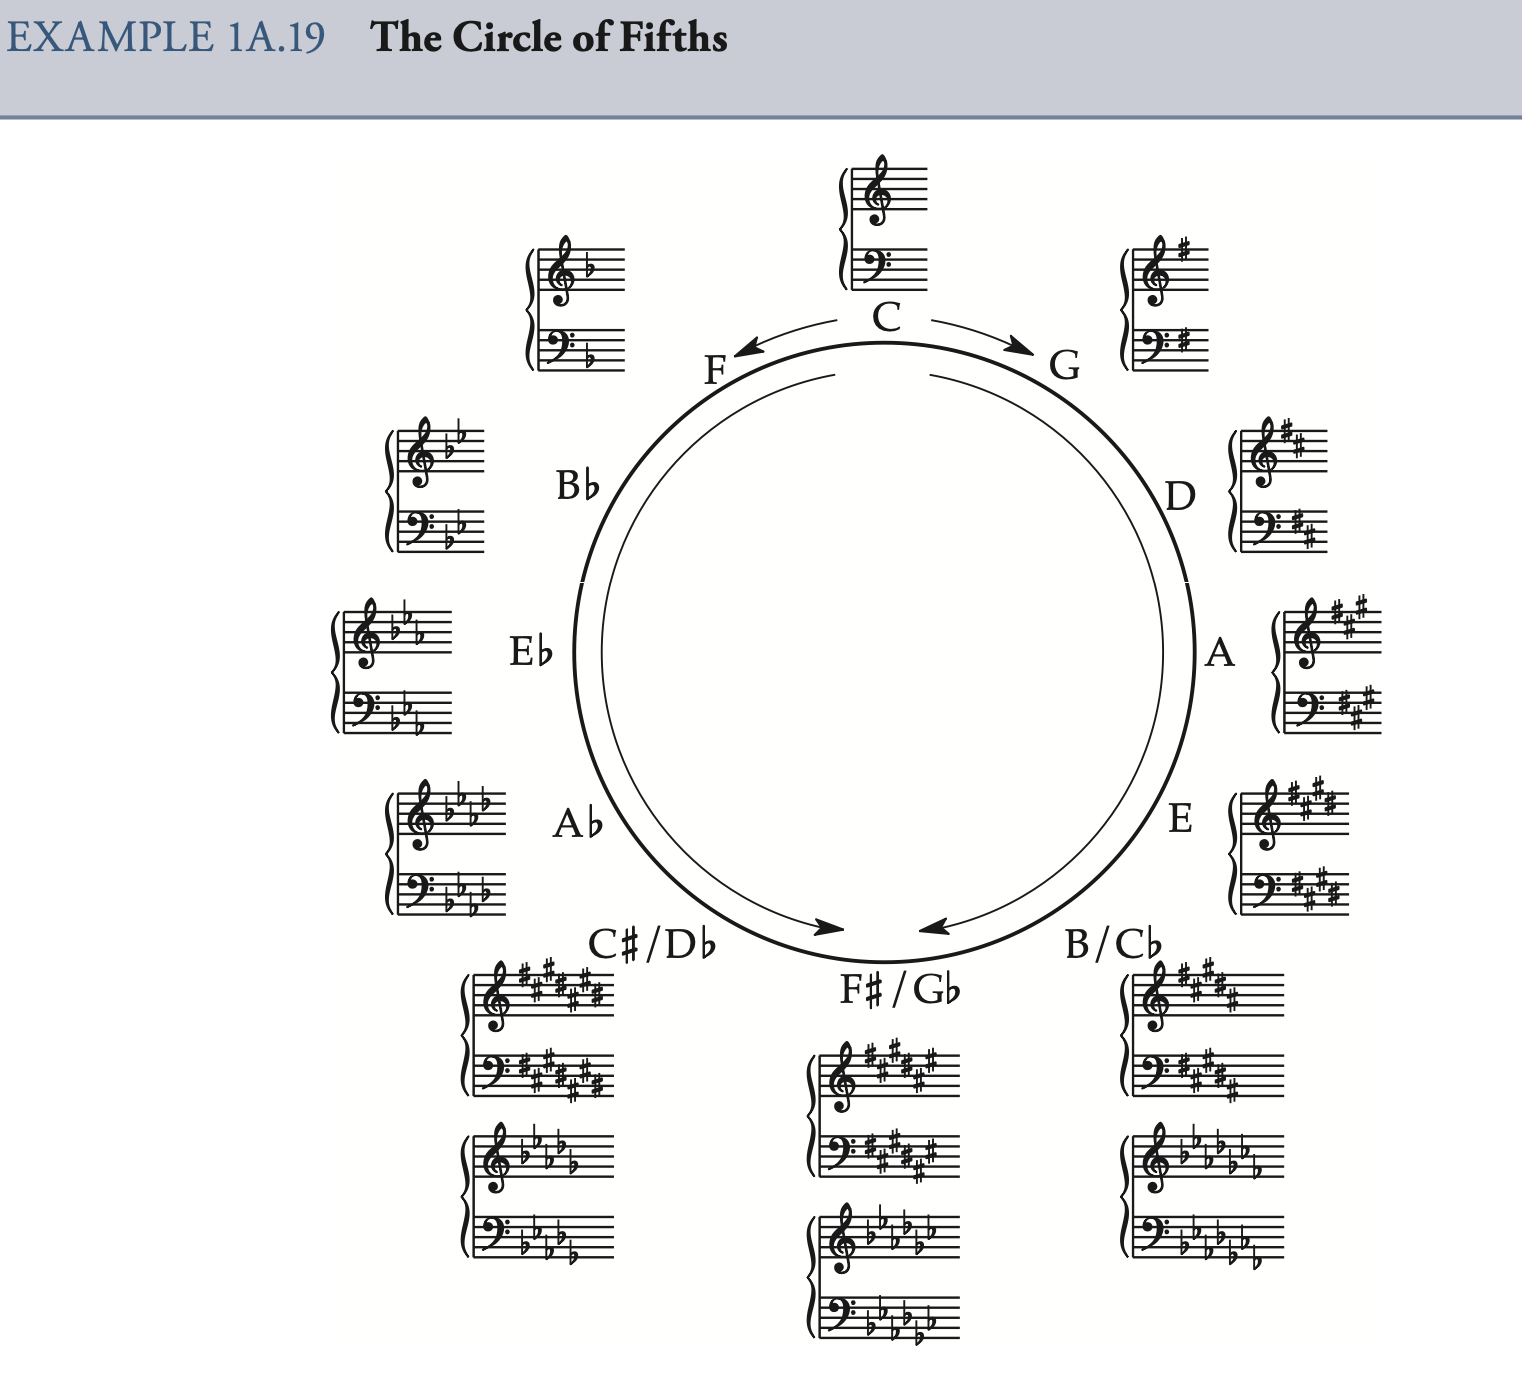 EXAMPLE 1A.19 The Circle of Fifths
C
F
G
B♭
D
E♭
A
A♭
E
C♯/D♭
B/C♭
F♯/G♭